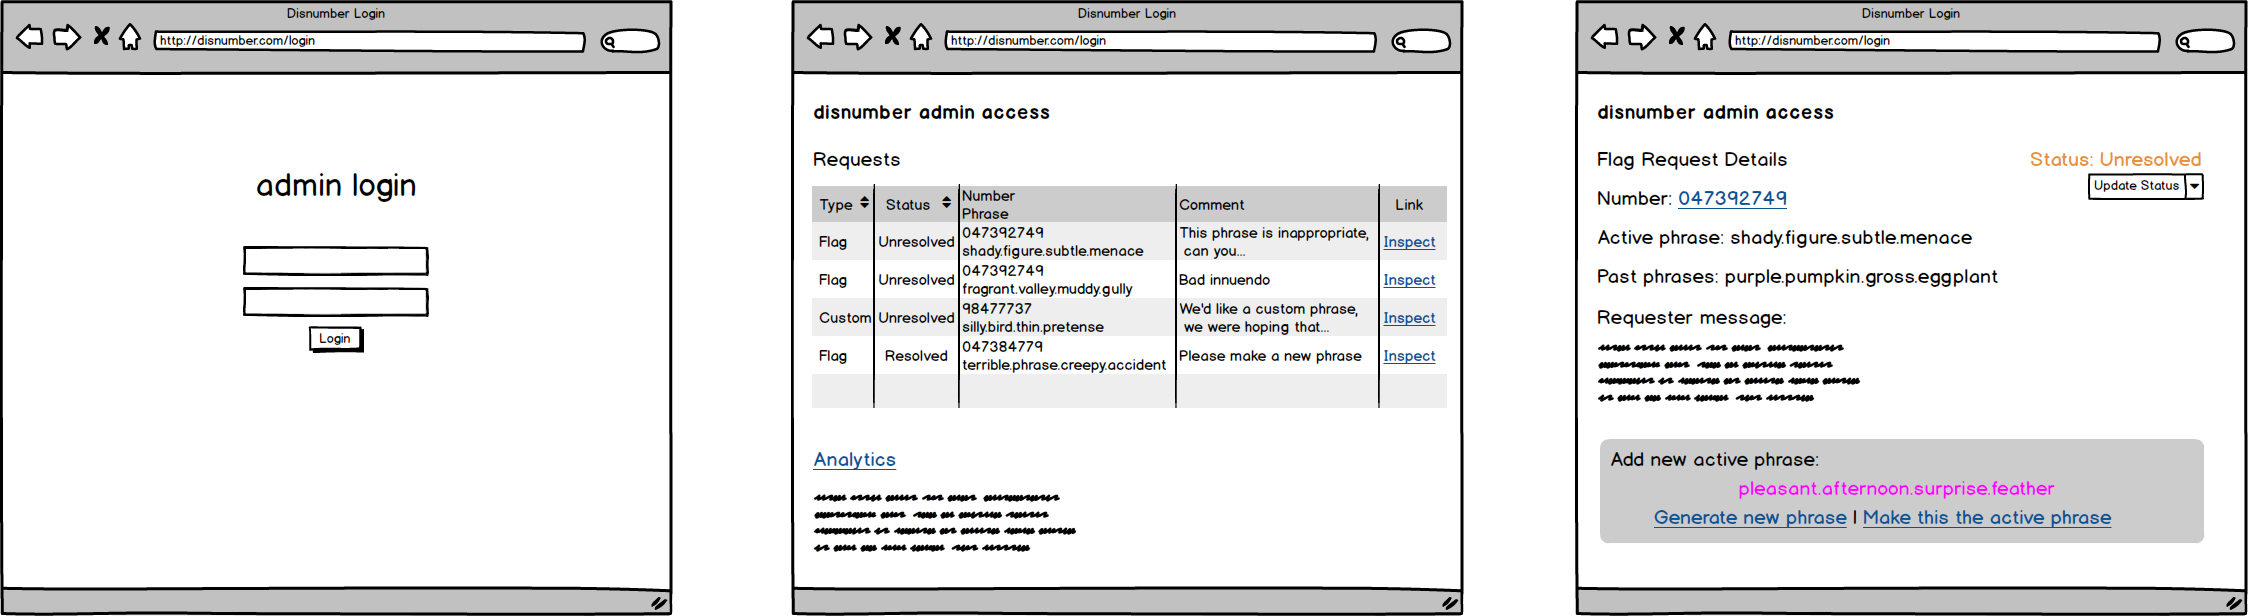 Disnumber Login
http://disnumber.com/login
admin login
Login
Disnumber Login
http://disnumber.com/login
disnumber admin access
Requests
Type Status Number Phrase Comment Link
Flag Unresolved 047392749 shady.figure.subtle.menace This phrase is inappropriate, can you... Inspect
Flag Unresolved 047392749 fragrant.valley.muddy.gully Bad innuendo Inspect
Custom Unresolved 98477737 silly.bird.thin.pretense We'd like a custom phrase, we were hoping that... Inspect
Flag Resolved 047384779 terrible.phrase.creepy.accident Please make a new phrase Inspect
Analytics
Disnumber Login
http://disnumber.com/login
disnumber admin access
Flag Request Details
Status: Unresolved
Update Status
Number: 047392749
Active phrase: shady.figure.subtle.menace
Past phrases: purple.pumpkin.gross.eggplant
Requester message:
Add new active phrase:
pleasant.afternoon.surprise.feather
Generate new phrase | Make this the active phrase